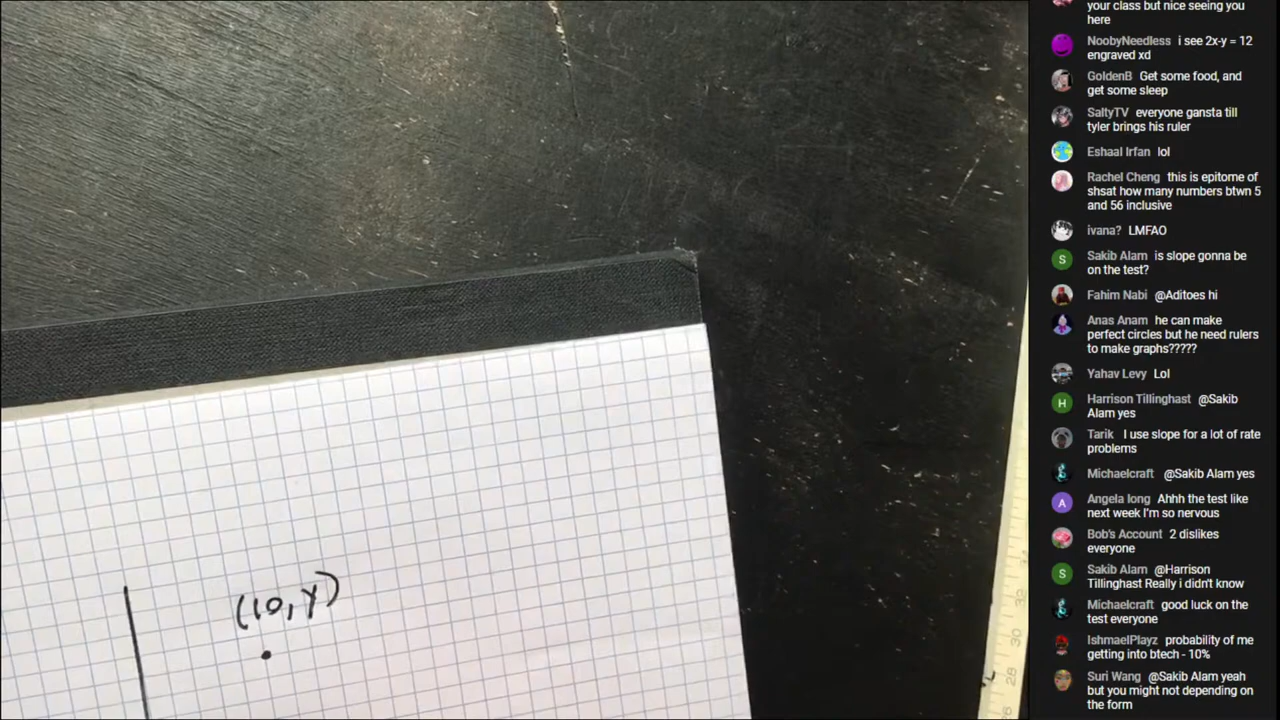 your class but nice seeing you
here
NoobyNeedless i see 2x-y = 12
engraved xd
GoldenB Get some food, and
get some sleep
SaltyTV everyone gansta till
tyler brings his ruler
Eshaal Irfan lol
Rachel Cheng this is epitome of
shsat how many numbers btwn 5
and 56 inclusive
ivana? LMFAO
S
Sakib Alam is slope gonna be
on the test?
Fahim Nabi @Aditoes hi
Anas Anam he can make
perfect circles but he need rulers
to make graphs?????
Yahav Levy Lol
H
Harrison Tillinghast @Sakib
Alam yes
Tarik I use slope for a lot of rate
problems
Michaelcraft @Sakib Alam yes
A
Angela Iong Ahhh the test like
next week I'm so nervous
Bob's Account 2 dislikes
everyone
S
Sakib Alam @Harrison
Tillinghast Really i didn't know
Michaelcraft good luck on the
test everyone
IshmaelPlayz probability of me
getting into btech - 10%
Suri Wang @Sakib Alam yeah
but you might not depending on
the form
(10,y)
32
30
28